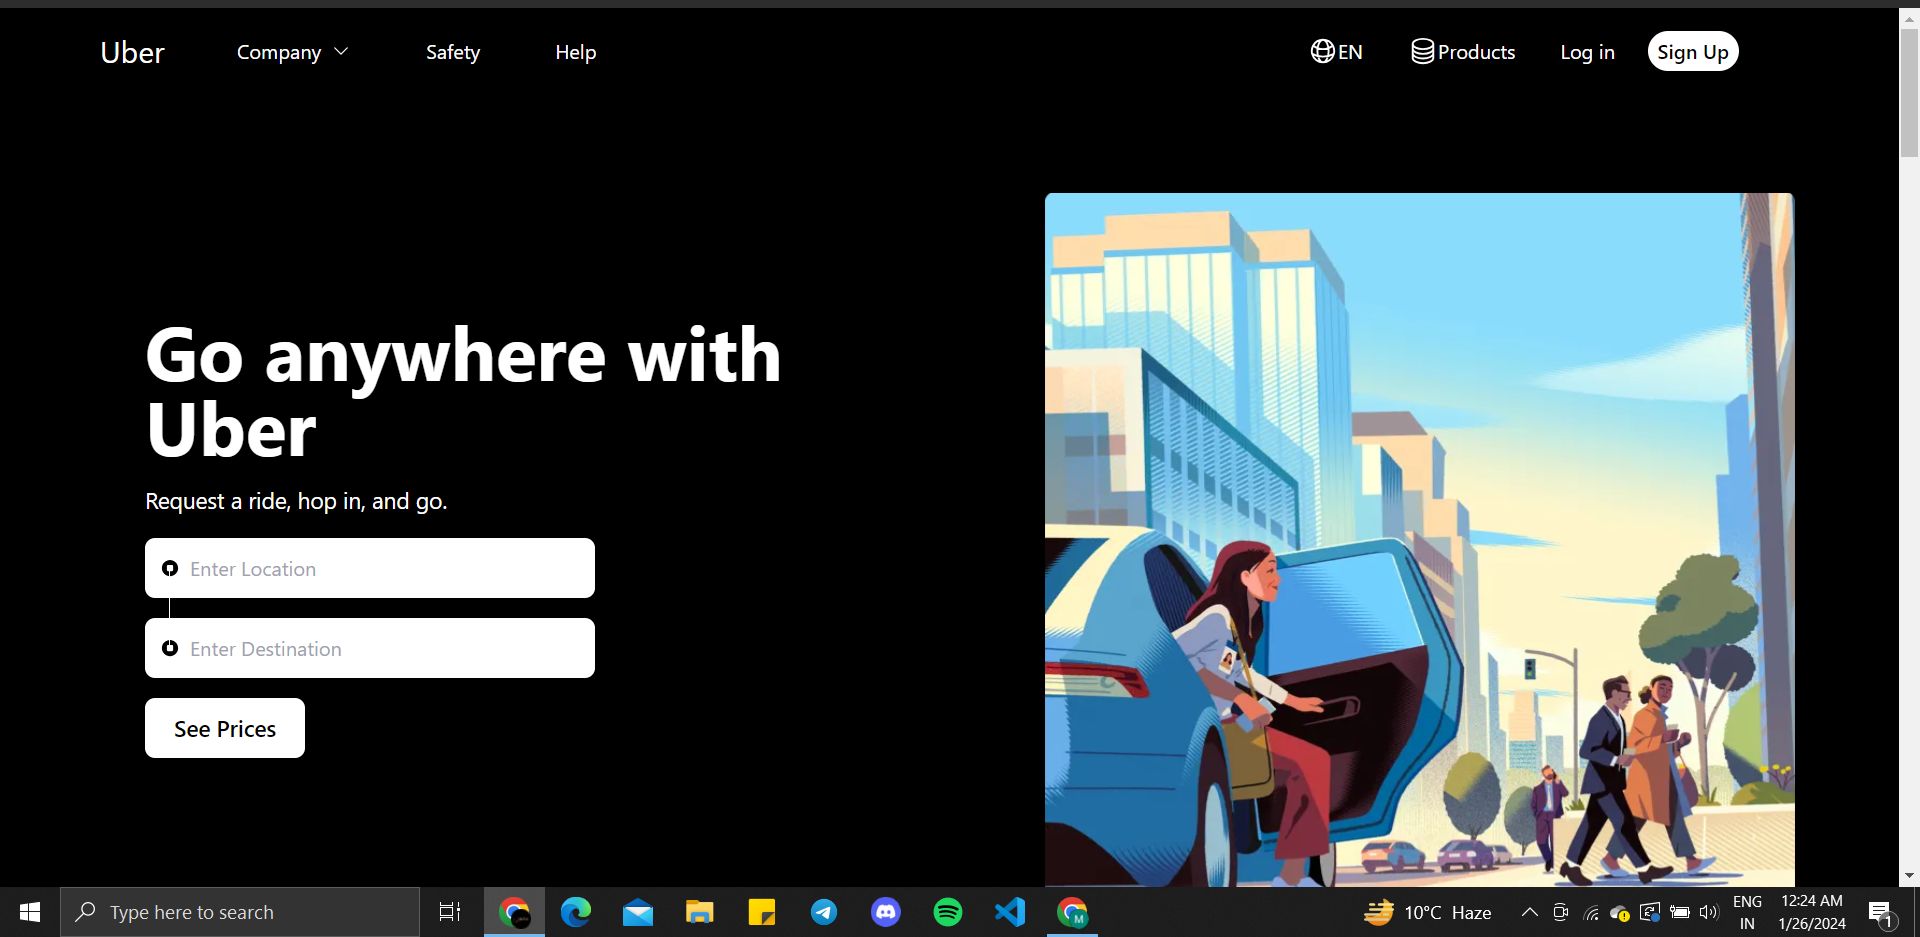 Uber
Company
Safety
Help
EN
Products
Log in
Sign Up
Go anywhere with
Uber
Request a ride, hop in, and go.
Enter Location
Enter Destination
See Prices
Type here to search
M
10°C Haze
ENG
IN
12:24 AM
1/26/2024
1